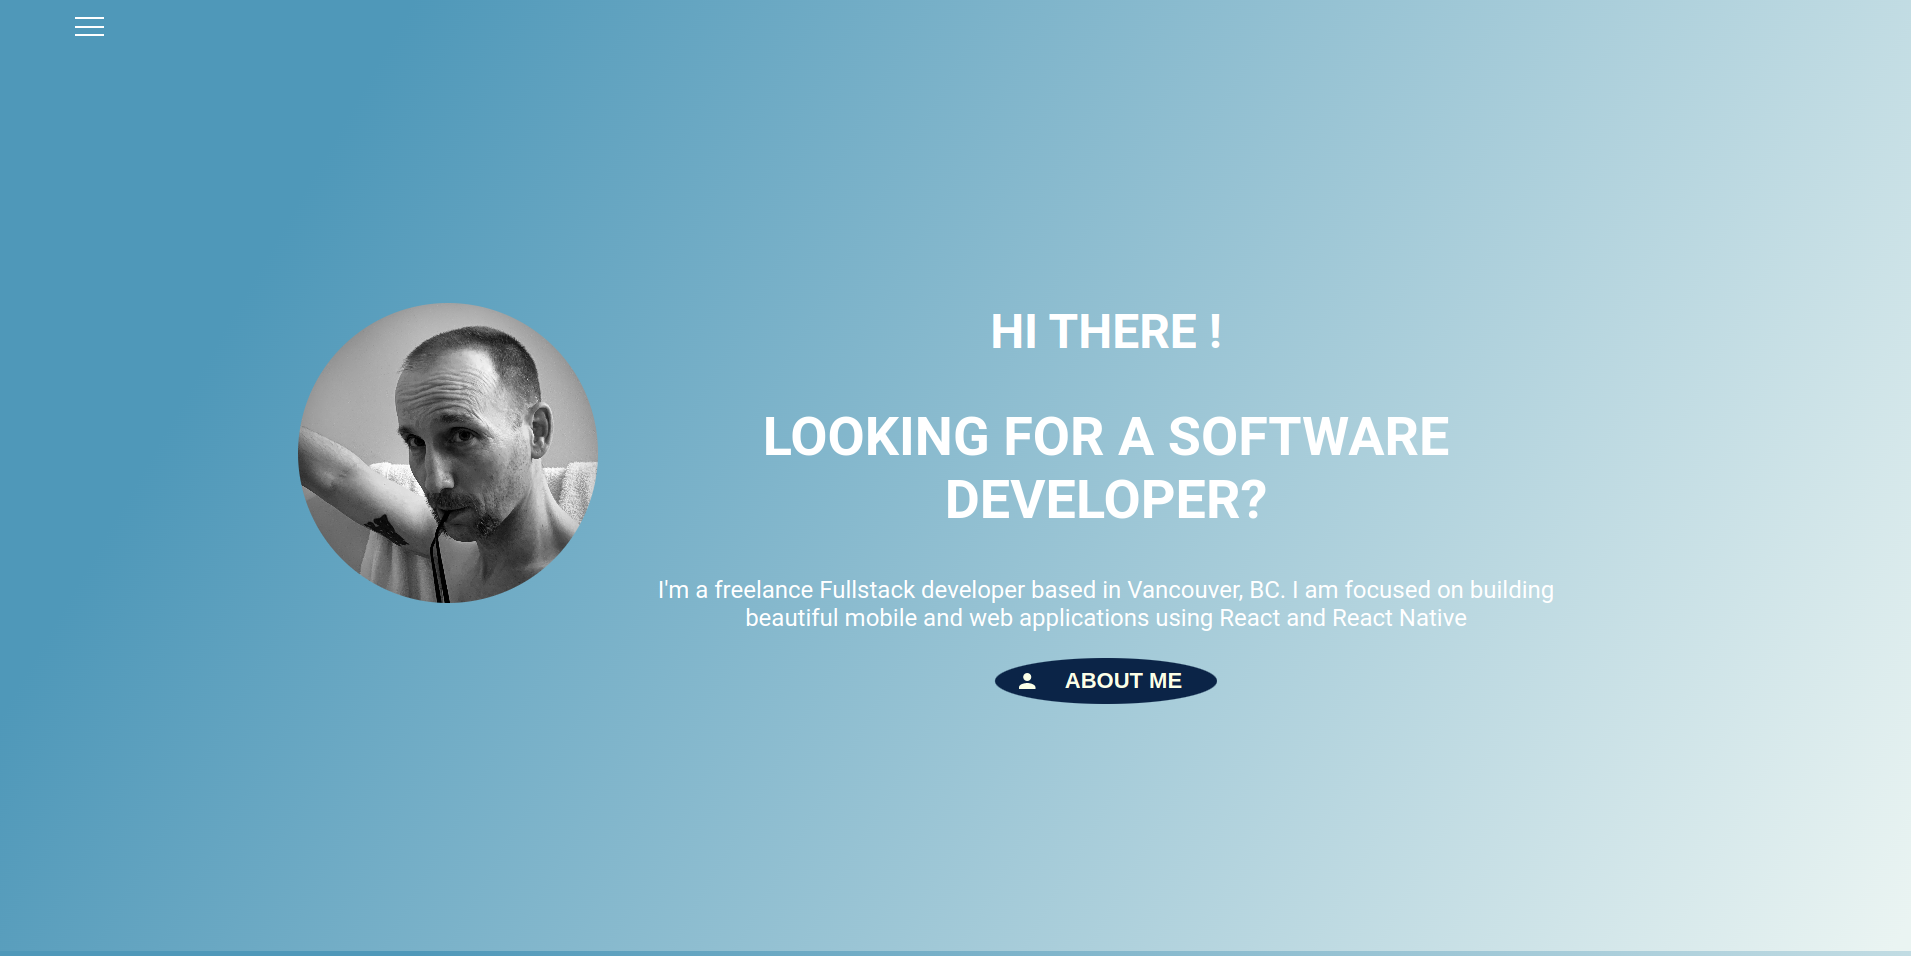 HI THERE !
LOOKING FOR A SOFTWARE
DEVELOPER?
I'm a freelance Fullstack developer based in Vancouver, BC. I am focused on building
beautiful mobile and web applications using React and React Native
ABOUT ME